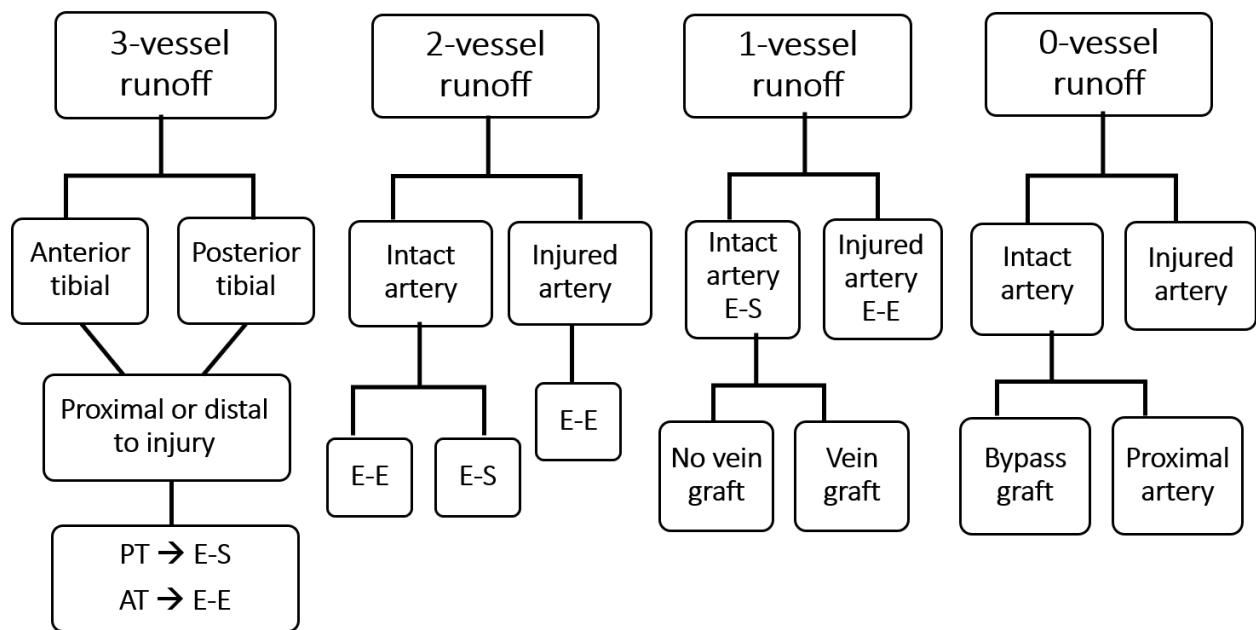 3-vessel
runoff
Anterior
tibial
Posterior
tibial
Proximal or distal
to injury
PT → E-S
AT → E-E
2-vessel
runoff
Intact
artery
Injured
artery
E-E
E-S
E-E
1-vessel
runoff
Intact
artery
E-S
Injured
artery
E-E
No vein
graft
Vein
graft
0-vessel
runoff
Intact
artery
Injured
artery
Bypass
graft
Proximal
artery